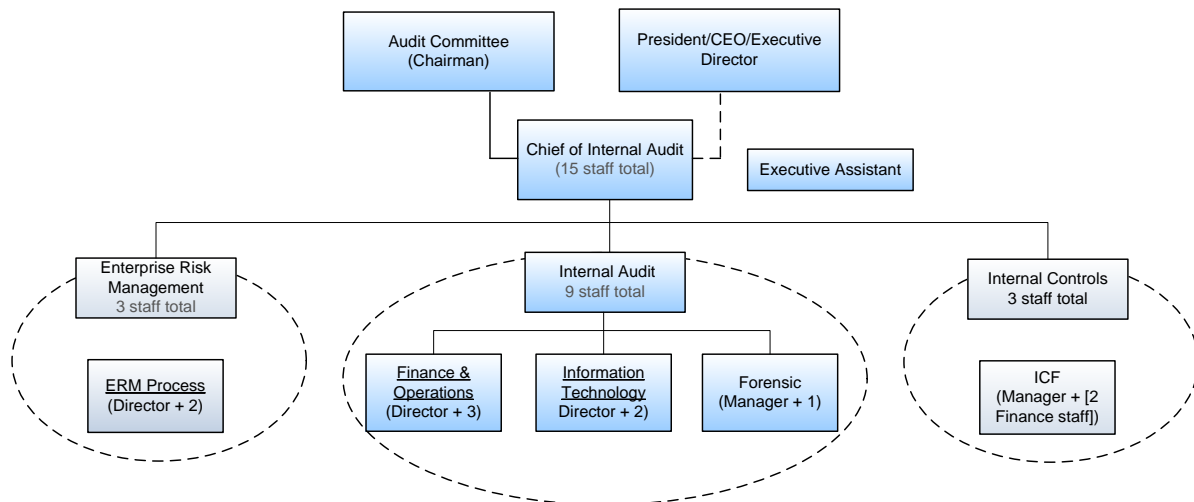 Audit Committee
(Chairman)
President/CEO/Executive
Director
Chief of Internal Audit
(15 staff total)
Executive Assistant
Enterprise Risk
Management
3 staff total
Internal Audit
9 staff total
Internal Controls
3 staff total
ERM Process
(Director + 2)
Finance &
Operations
(Director + 3)
Information
Technology
Director + 2)
Forensic
(Manager + 1)
ICF
(Manager + [2
Finance staff])